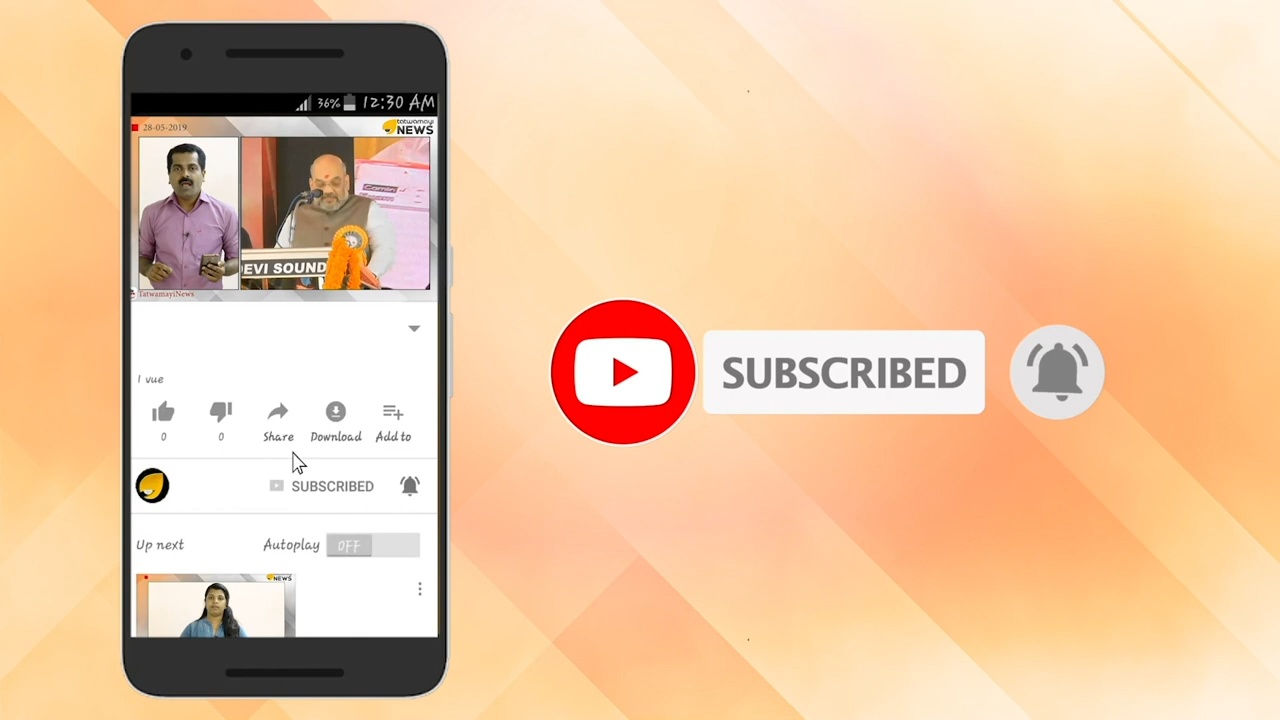 36% 12:30 AM
28-05-2019
tatwamayi
NEWS
DEVI SOUND
TatwamayiNews
1 vue
0 0 Share Download Add to
SUBSCRIBED
Up next Autoplay OFF
NEWS
SUBSCRIBED